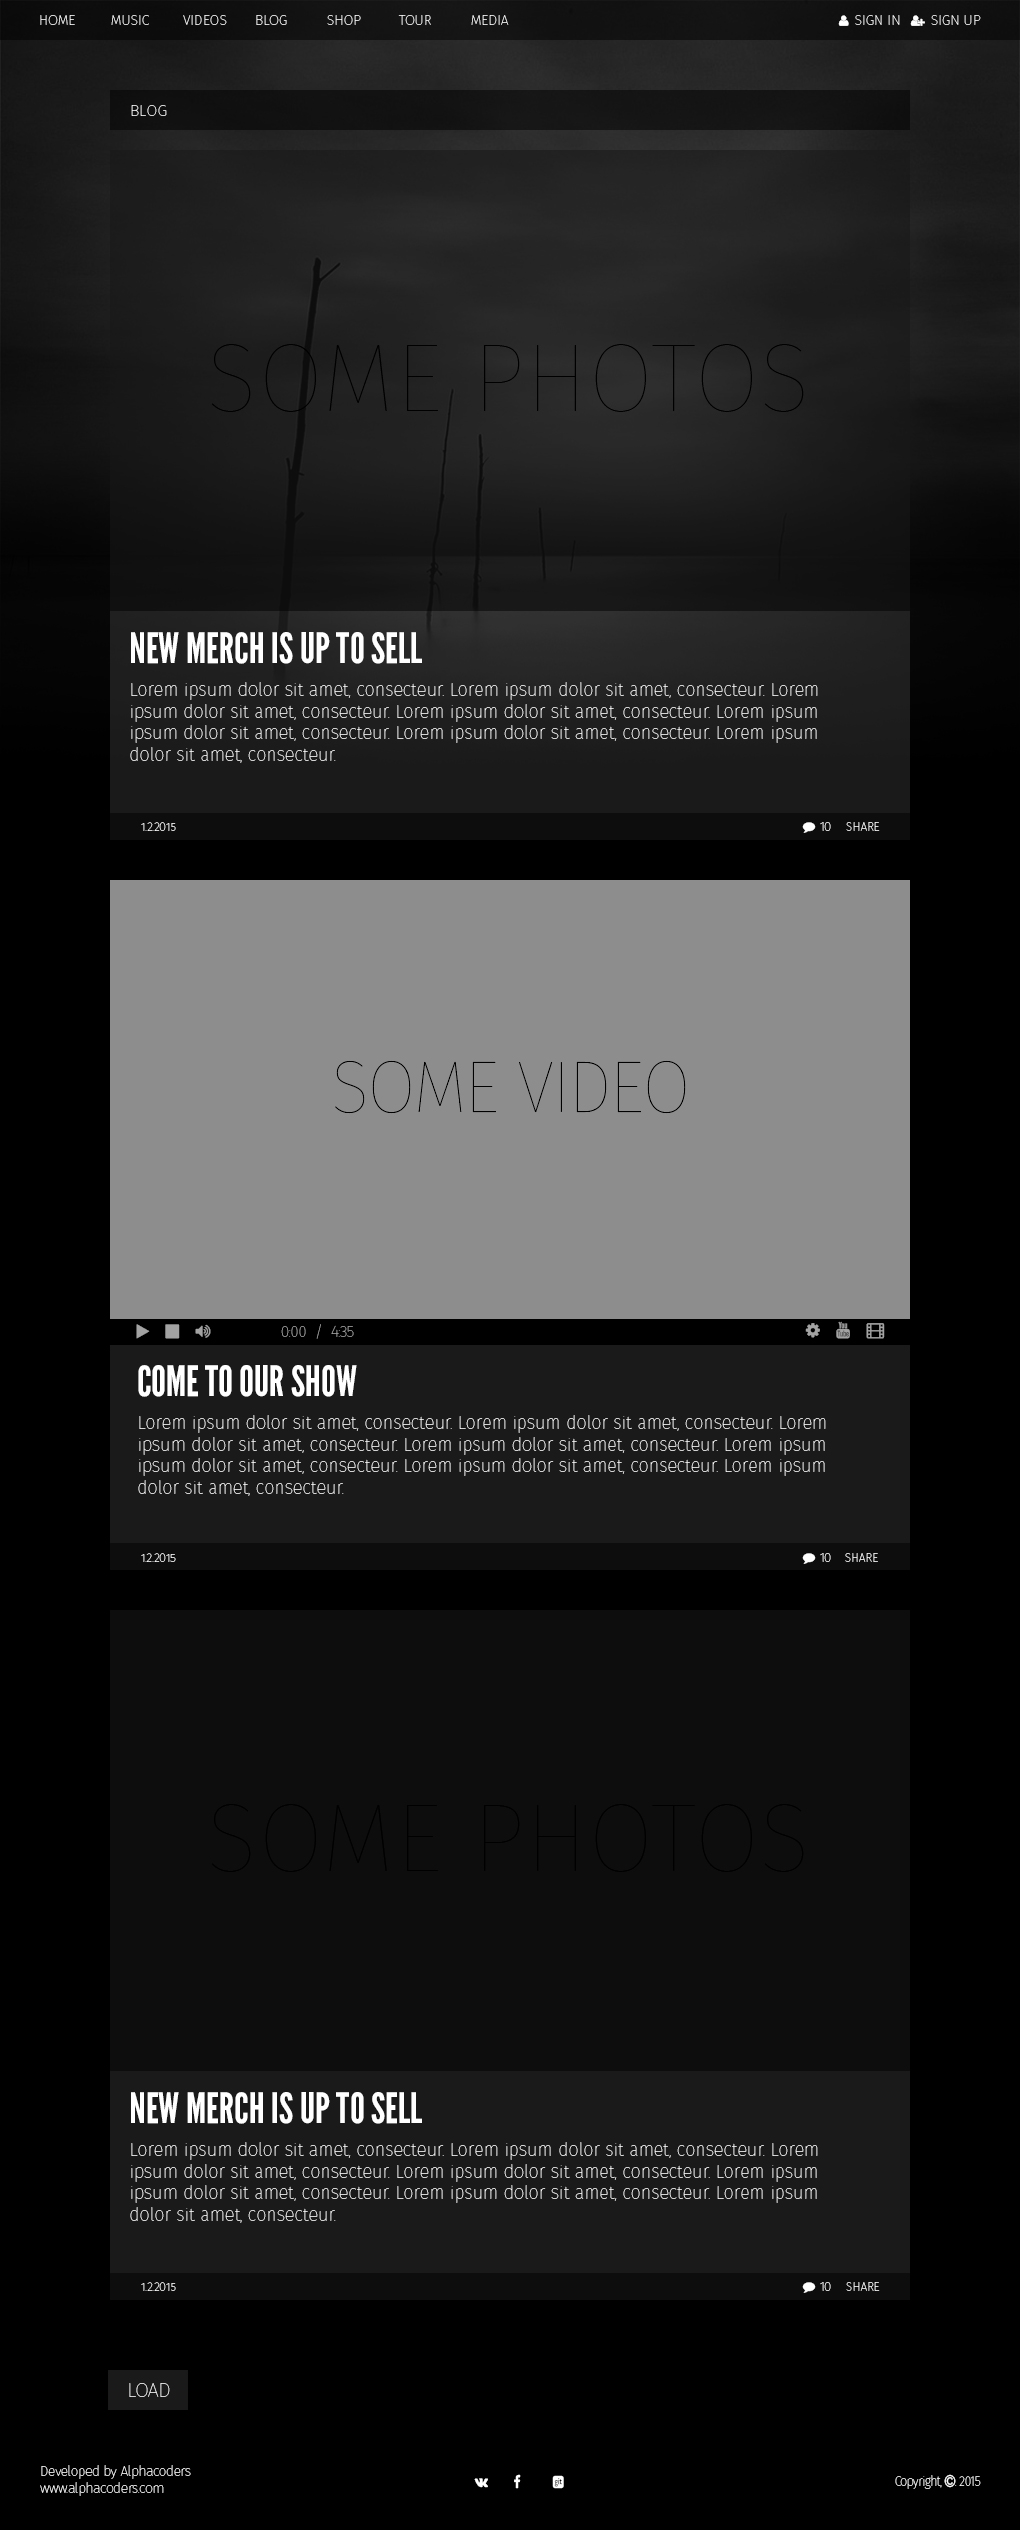 HOME MUSIC VIDEOS BLOG SHOP TOUR MEDIA SIGN IN SIGN UP
BLOG
SOME PHOTOS
NEW MERCH IS UP TO SELL
Lorem ipsum dolor sit amet, consecteur. Lorem ipsum dolor sit amet, consecteur. Lorem
ipsum dolor sit amet, consecteur. Lorem ipsum dolor sit amet, consecteur. Lorem ipsum
ipsum dolor sit amet, consecteur. Lorem ipsum dolor sit amet, consecteur. Lorem ipsum
dolor sit amet, consecteur.
1.2.2015 10 SHARE
SOME VIDEO
0:00 / 4:35 You Tube
COME TO OUR SHOW
Lorem ipsum dolor sit amet, consecteur. Lorem ipsum dolor sit amet, consecteur. Lorem
ipsum dolor sit amet, consecteur. Lorem ipsum dolor sit amet, consecteur. Lorem ipsum
ipsum dolor sit amet, consecteur. Lorem ipsum dolor sit amet, consecteur. Lorem ipsum
dolor sit amet, consecteur.
1.2.2015 10 SHARE
SOME PHOTOS
NEW MERCH IS UP TO SELL
Lorem ipsum dolor sit amet, consecteur. Lorem ipsum dolor sit amet, consecteur. Lorem
ipsum dolor sit amet, consecteur. Lorem ipsum dolor sit amet, consecteur. Lorem ipsum
ipsum dolor sit amet, consecteur. Lorem ipsum dolor sit amet, consecteur. Lorem ipsum
dolor sit amet, consecteur.
1.2.2015 10 SHARE
LOAD
Developed by Alphacoders
www.alphacoders.com
git
Copyright, ©. 2015